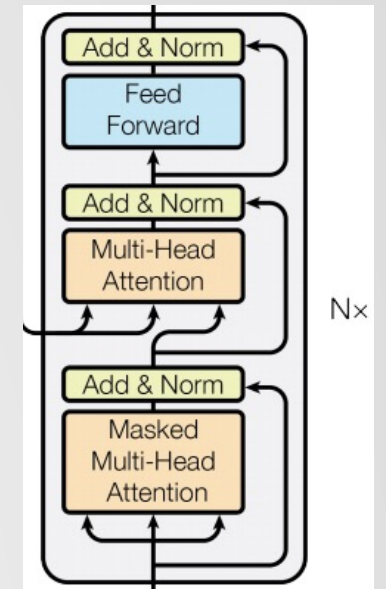 Add & Norm
Feed
Forward
Add & Norm
Multi-Head
Attention
N×
Add & Norm
Masked
Multi-Head
Attention